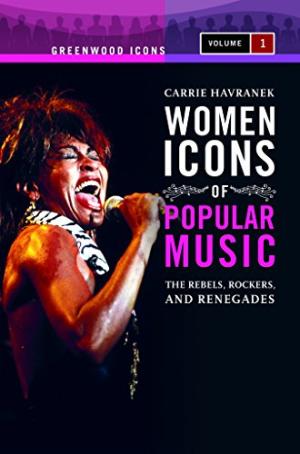 GREENWOOD ICONS
VOLUME 1
CARRIE HAVRANEK
WOMEN
ICONS
OF
POPULAR
MUSIC
THE REBELS, ROCKERS,
AND RENEGADES